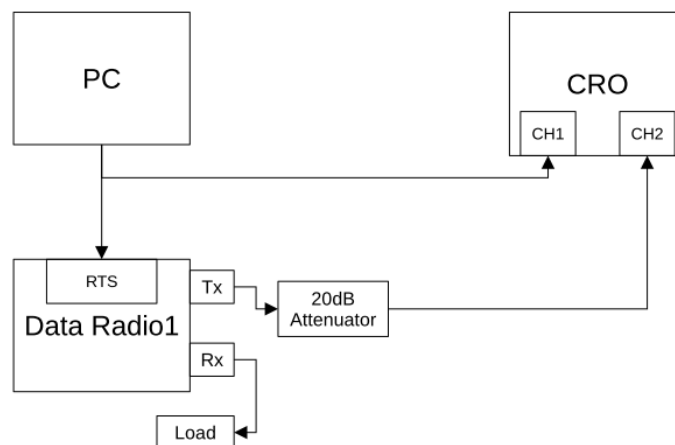 PC
CRO
CH1
CH2
RTS
Data Radio1
Tx
Rx
20dB
Attenuator
Load